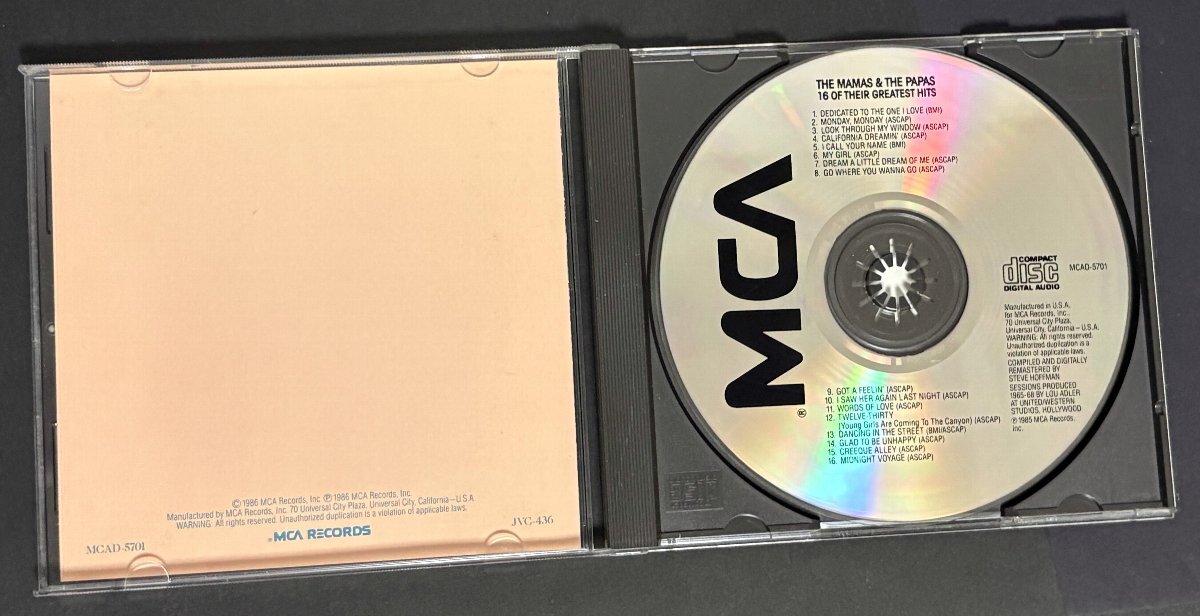 © 1986 MCA Records, Inc ℗ 1986 MCA Records, Inc.
Manufactured by MCA Records, Inc. 70 Universal City Plaza, Universal City, California – U.S.A.
WARNING: All rights reserved. Unauthorized duplication is a violation of applicable laws.
MCA RECORDS
MCAD-5701
JVC-436
THE MAMAS & THE PAPAS
16 OF THEIR GREATEST HITS
1. DEDICATED TO THE ONE I LOVE (BMI)
2. MONDAY, MONDAY (ASCAP)
3. LOOK THROUGH MY WINDOW (ASCAP)
4. CALIFORNIA DREAMIN' (ASCAP)
5. I CALL YOUR NAME (BMI)
6. MY GIRL (ASCAP)
7. DREAM A LITTLE DREAM OF ME (ASCAP)
8. GO WHERE YOU WANNA GO (ASCAP)
MCA
COMPACT
disc
DIGITAL AUDIO
MCAD-5701
Manufactured in U.S.A.
for MCA Records, Inc.,
70 Universal City Plaza,
Universal City, California – U.S.A.
WARNING: All rights reserved.
Unauthorized duplication is a
violation of applicable laws.
COMPILED AND DIGITALLY
REMASTERED BY
STEVE HOFFMAN
SESSIONS PRODUCED
1965-68 BY LOU ADLER
AT UNITED/WESTERN
STUDIOS, HOLLYWOOD
℗ 1985 MCA Records,
Inc.
9. GOT A FEELIN' (ASCAP)
10. I SAW HER AGAIN LAST NIGHT (ASCAP)
11. WORDS OF LOVE (ASCAP)
12. TWELVE-THIRTY
(Young Girls Are Coming To The Canyon) (ASCAP)
13. DANCING IN THE STREET (BMI/ASCAP)
14. GLAD TO BE UNHAPPY (ASCAP)
15. CREEQUE ALLEY (ASCAP)
16. MIDNIGHT VOYAGE (ASCAP)